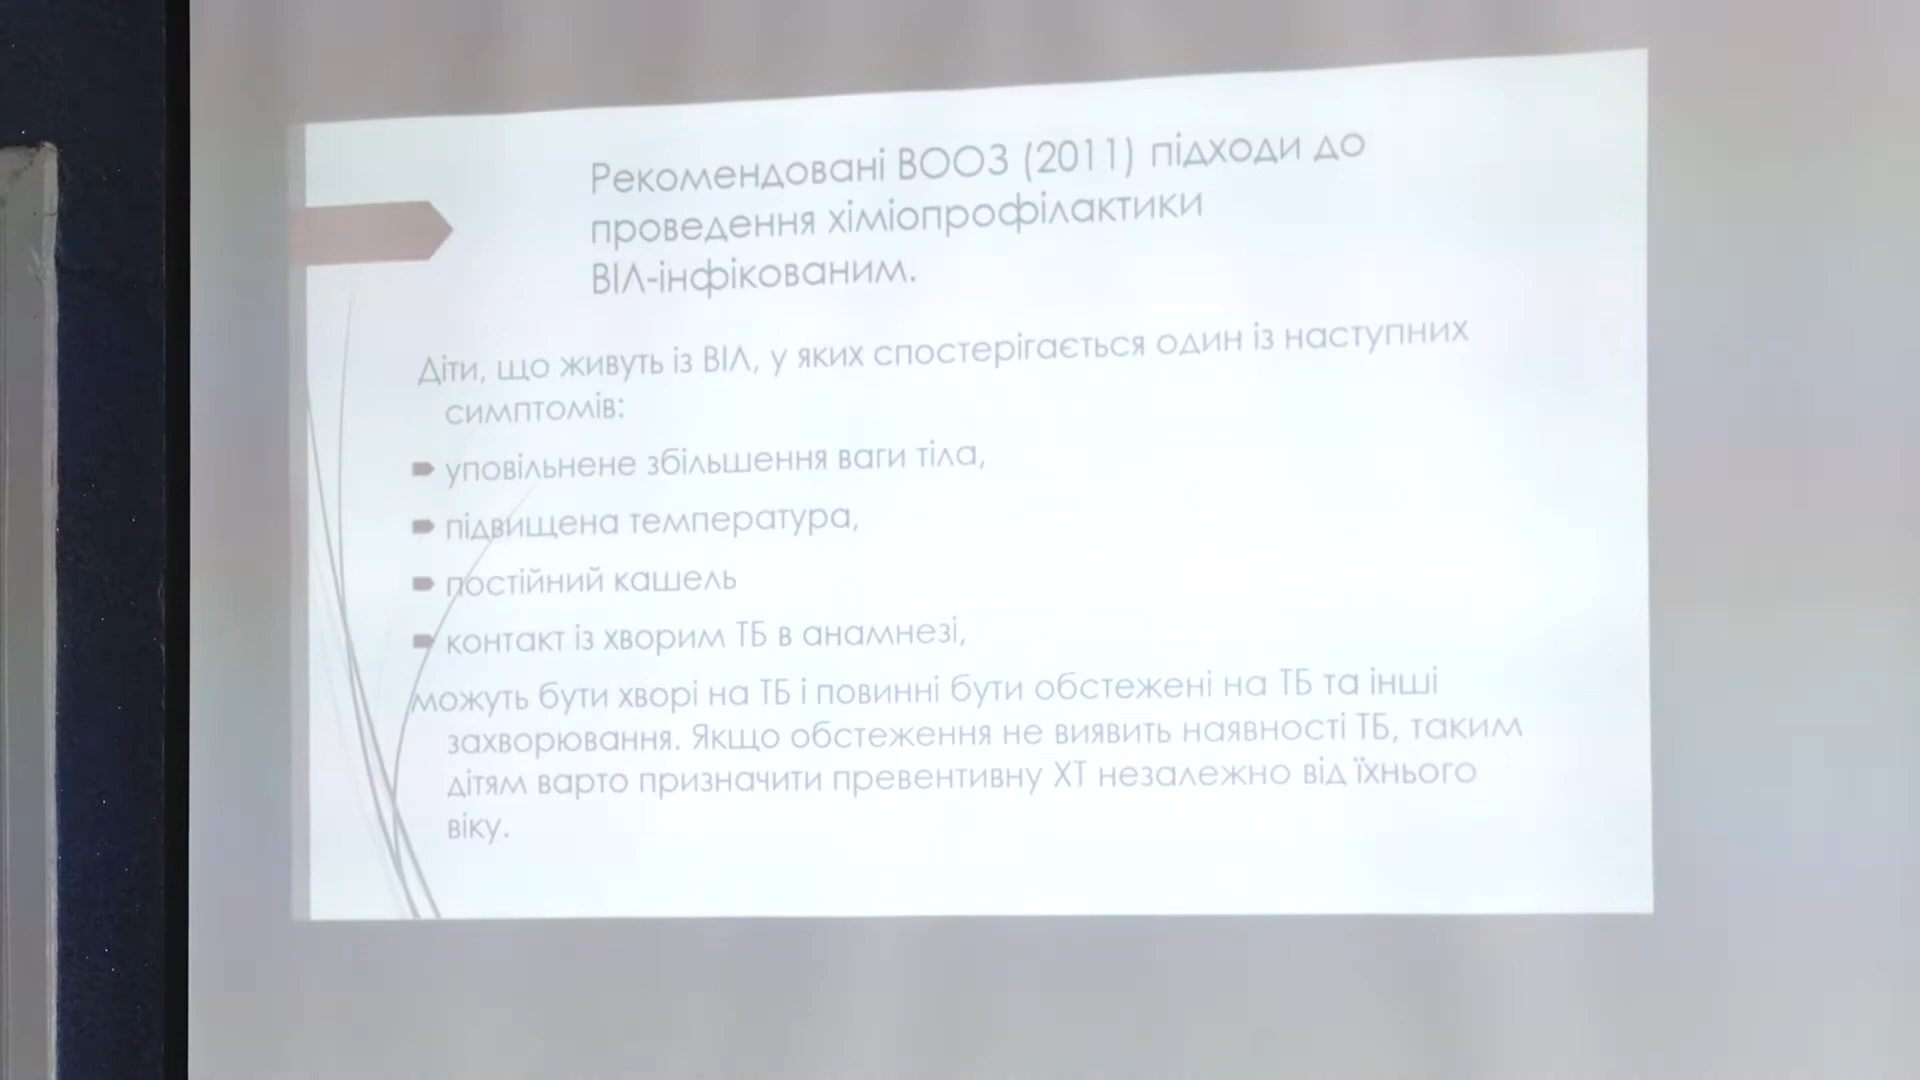 Рекомендовані ВООЗ (2011) підходи до
проведення хіміопрофілактики
ВІЛ-інфікованим.
Діти, що живуть із ВІЛ, у яких спостерігається один із наступних
симптомів:
уповільнене збільшення ваги тіла,
підвищена температура,
постійний кашель
контакт із хворим ТБ в анамнезі,
можуть бути хворі на ТБ і повинні бути обстежені на ТБ та інші
захворювання. Якщо обстеження не виявить наявності ТБ, таким
дітям варто призначити превентивну ХТ незалежно від їхнього
віку.